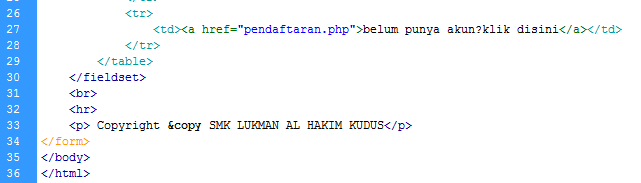 26 <tr>
27 <td><a href="pendaftaran.php">belum punya akun?klik disini</a></td>
28 </tr>
29 </table>
30 </fieldset>
31 <br>
32 <hr>
33 <p> Copyright &copy SMK LUKMAN AL HAKIM KUDUS</p>
34 </form>
35 </body>
36 </html>